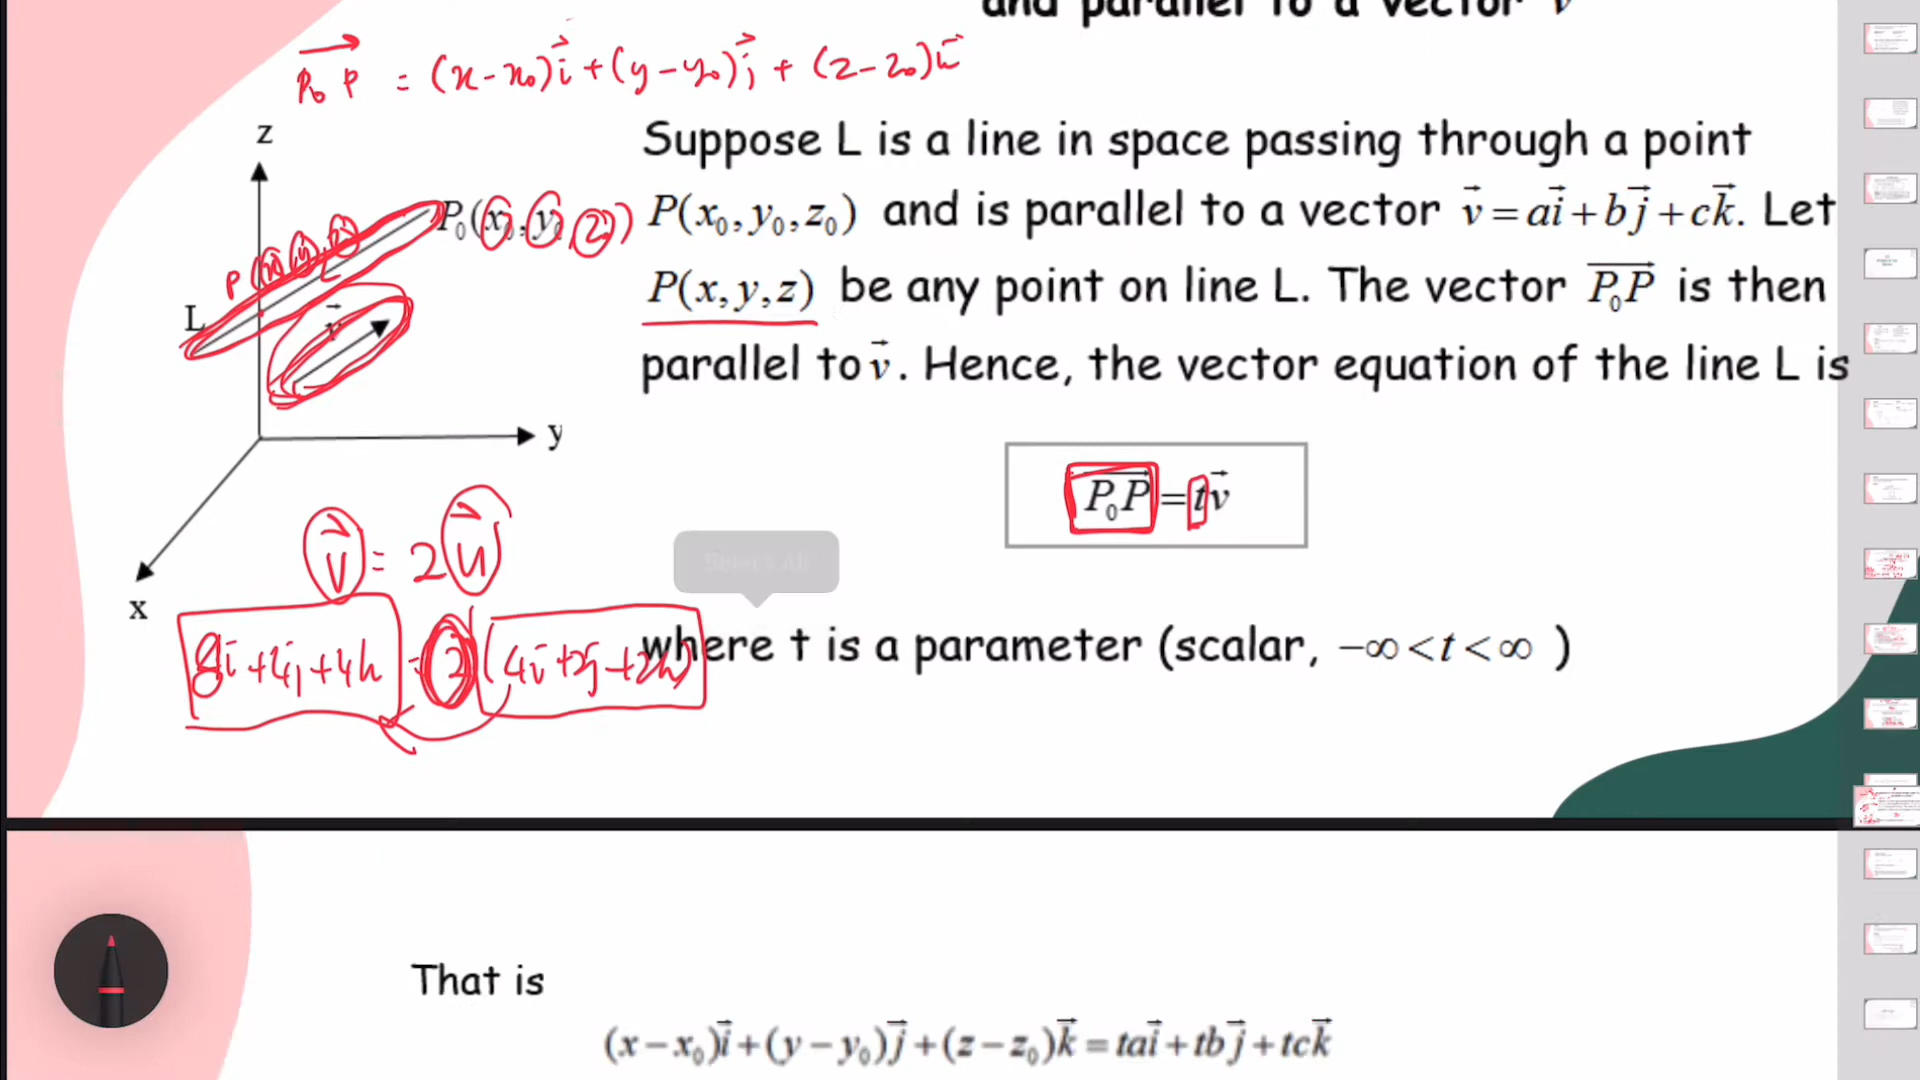 and parallel to a vector v
P₀P = (x-x₀)i + (y-y₀)j + (z-z₀)k
z
Suppose L is a line in space passing through a point
P₀(x₀, y₀, z₀)
P(x₀, y₀, z₀) and is parallel to a vector v = ai + bj + ck. Let
P(x, y, z)
P(x, y, z) be any point on line L. The vector P₀P is then
L
v
parallel to v. Hence, the vector equation of the line L is
y
P₀P = tv
v = 2u
x
where t is a parameter (scalar, -∞ < t < ∞ )
8i + 4j + 4k = 2(4i + 2j + 2k)
That is
(x - x₀)i + (y - y₀)j + (z - z₀)k = tai + tbj + tck